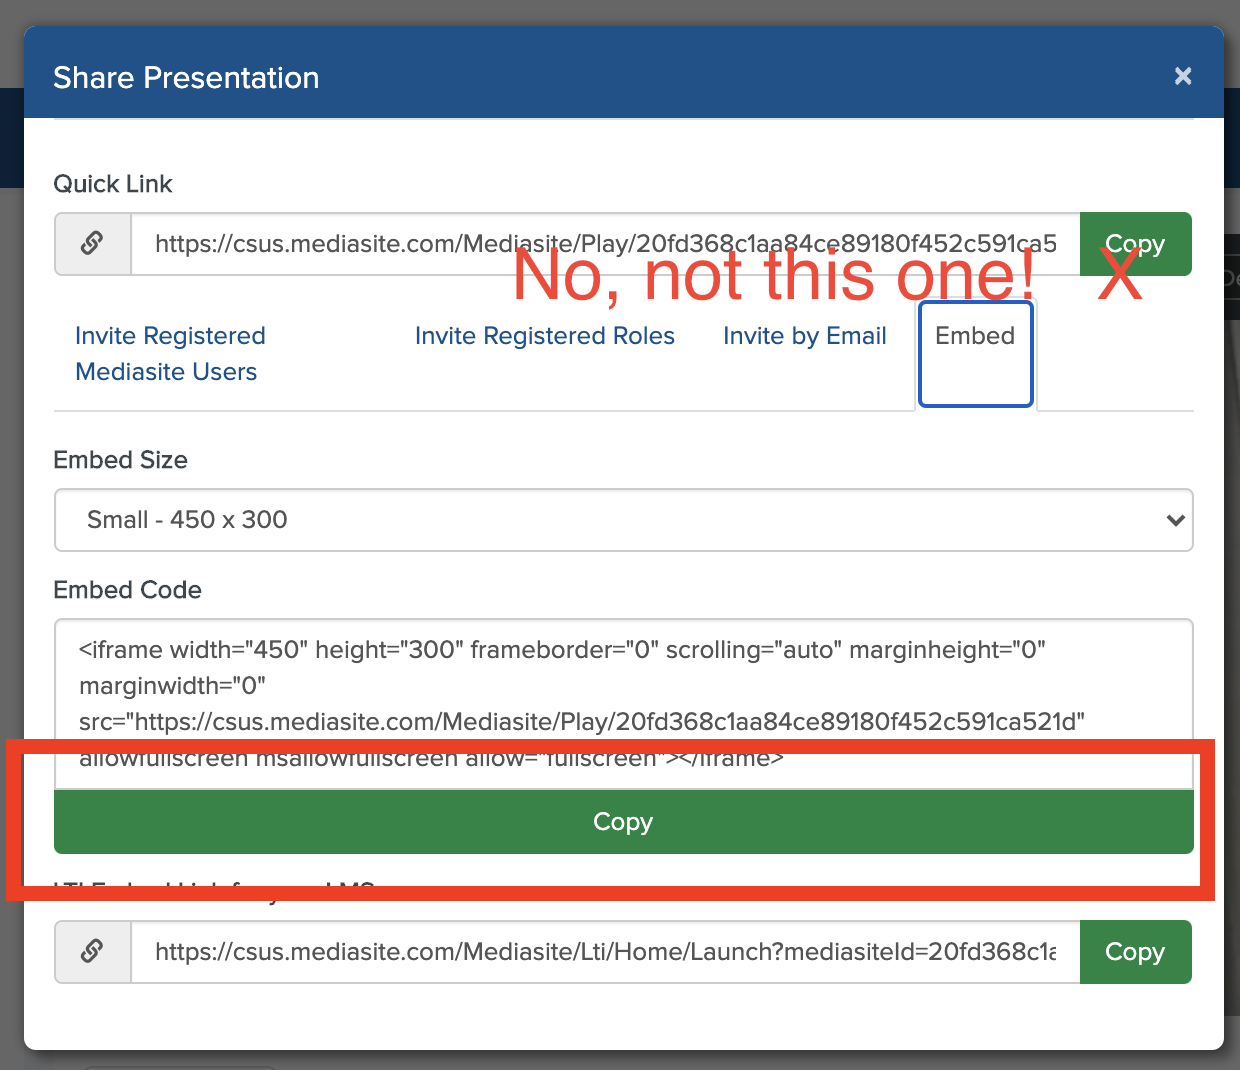 Share Presentation
×
Quick Link
https://csus.mediasite.com/Mediasite/Play/20fd368c1aa84ce89180f452c591ca5
Copy
No, not this one! X
Invite Registered
Mediasite Users
Invite Registered Roles
Invite by Email
Embed
Embed Size
Small - 450 x 300
Embed Code
<iframe width="450" height="300" frameborder="0" scrolling="auto" marginheight="0"
marginwidth="0"
src="https://csus.mediasite.com/Mediasite/Play/20fd368c1aa84ce89180f452c591ca521d"
allowfullscreen msallowfullscreen allow="fullscreen"></iframe>
Copy
https://csus.mediasite.com/Mediasite/Lti/Home/Launch?mediasiteId=20fd368c1a
Copy